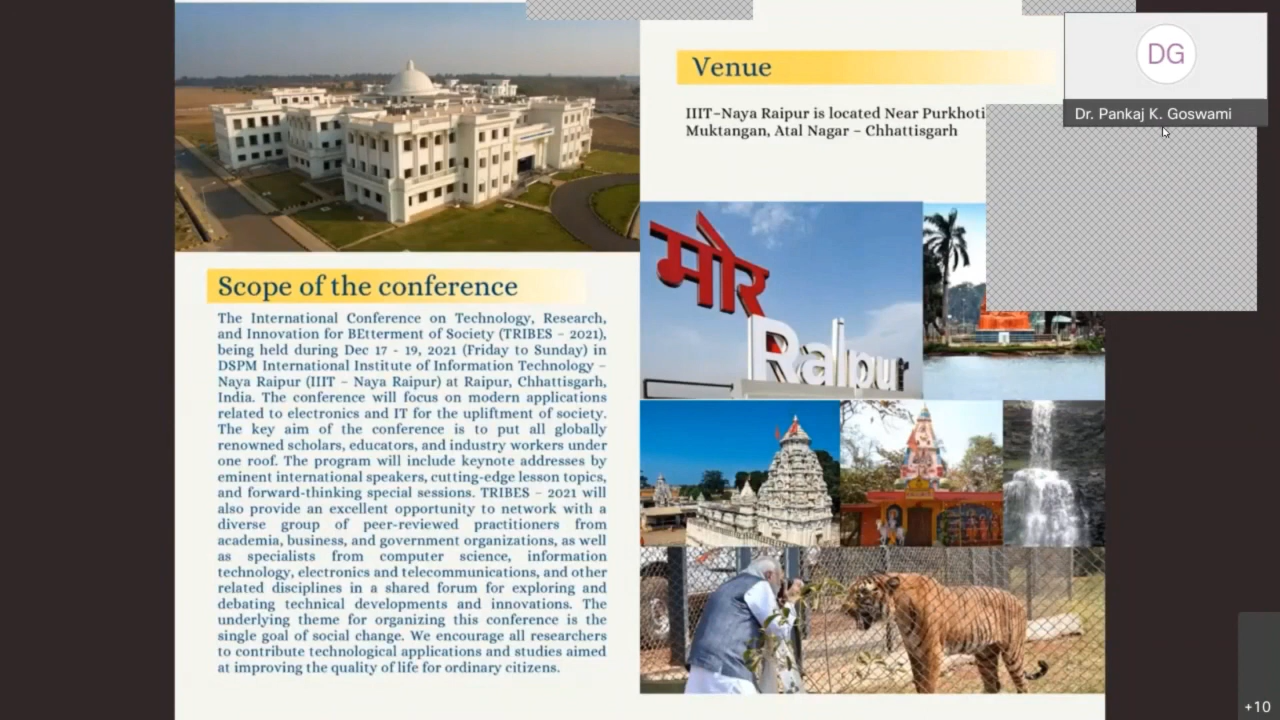 Venue
IIIT-Naya Raipur is located Near Purkhoti
Muktangan, Atal Nagar – Chhattisgarh
DG
Dr. Pankaj K. Goswami
मोर
Raipur
Scope of the conference
The International Conference on Technology, Research,
and Innovation for BEtterment of Society (TRIBES – 2021),
being held during Dec 17 - 19, 2021 (Friday to Sunday) in
DSPM International Institute of Information Technology –
Naya Raipur (IIIT – Naya Raipur) at Raipur, Chhattisgarh,
India. The conference will focus on modern applications
related to electronics and IT for the upliftment of society.
The key aim of the conference is to put all globally
renowned scholars, educators, and industry workers under
one roof. The program will include keynote addresses by
eminent international speakers, cutting-edge lesson topics,
and forward-thinking special sessions. TRIBES – 2021 will
also provide an excellent opportunity to network with a
diverse group of peer-reviewed practitioners from
academia, business, and government organizations, as well
as specialists from computer science, information
technology, electronics and telecommunications, and other
related disciplines in a shared forum for exploring and
debating technical developments and innovations. The
underlying theme for organizing this conference is the
single goal of social change. We encourage all researchers
to contribute technological applications and studies aimed
at improving the quality of life for ordinary citizens.
+10